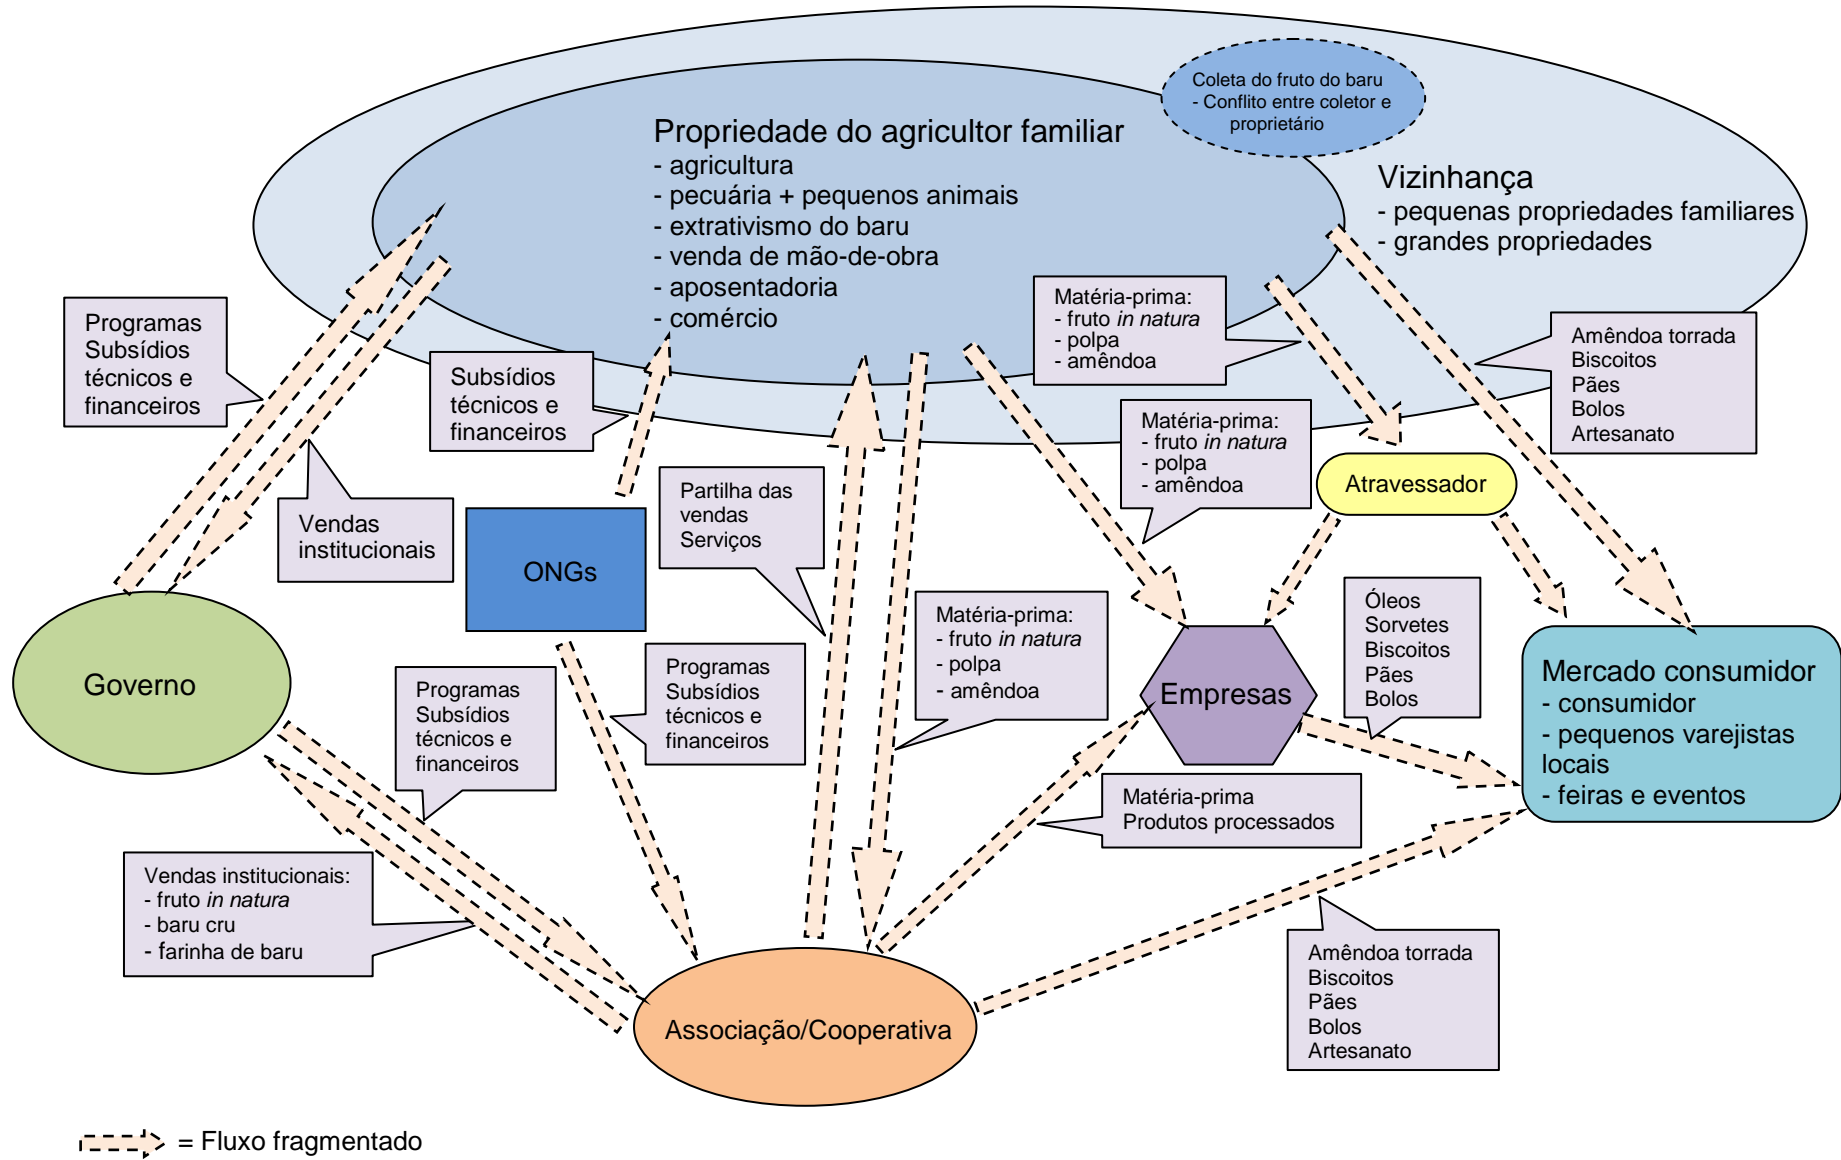 Coleta do fruto do baru
- Conflito entre coletor e
proprietário
Propriedade do agricultor familiar
- agricultura
- pecuária + pequenos animais
- extrativismo do baru
- venda de mão-de-obra
- aposentadoria
- comércio
Vizinhança
- pequenas propriedades familiares
- grandes propriedades
Programas
Subsídios
técnicos e
financeiros
Subsídios
técnicos e
financeiros
Matéria-prima:
- fruto in natura
- polpa
- amêndoa
Amêndoa torrada
Biscoitos
Pães
Bolos
Artesanato
Matéria-prima:
- fruto in natura
- polpa
- amêndoa
Atravessador
Vendas
institucionais
Partilha das
vendas
Serviços
ONGs
Matéria-prima:
- fruto in natura
- polpa
- amêndoa
Óleos
Sorvetes
Biscoitos
Pães
Bolos
Governo
Programas
Subsídios
técnicos e
financeiros
Programas
Subsídios
técnicos e
financeiros
Empresas
Mercado consumidor
- consumidor
- pequenos varejistas
locais
- feiras e eventos
Matéria-prima
Produtos processados
Vendas institucionais:
- fruto in natura
- baru cru
- farinha de baru
Associação/Cooperativa
Amêndoa torrada
Biscoitos
Pães
Bolos
Artesanato
= Fluxo fragmentado